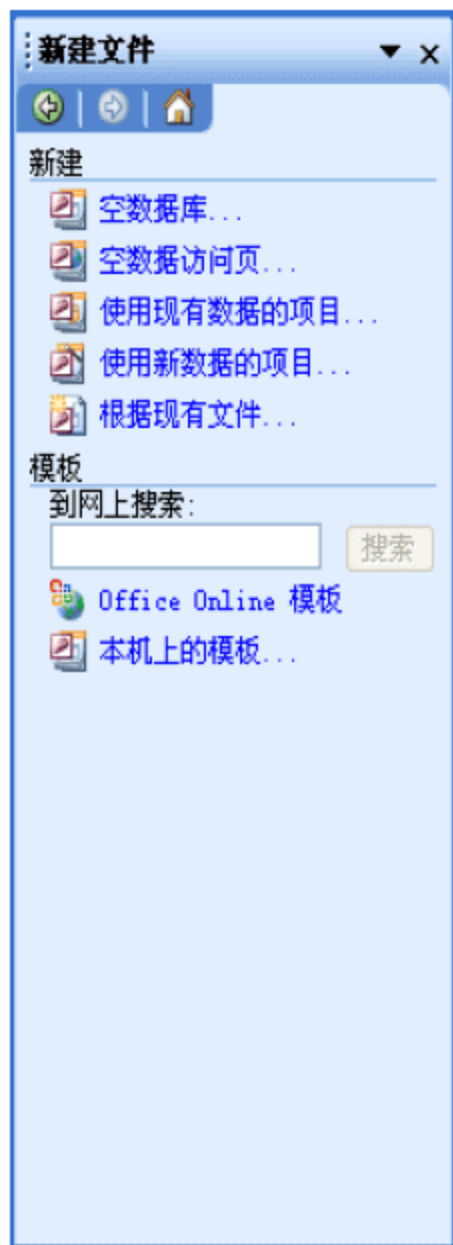 新建文件
新建
空数据库...
空数据访问页...
使用现有数据的项目...
使用新数据的项目...
根据现有文件...
模板
到网上搜索:
搜索
Office Online 模板
本机上的模板...